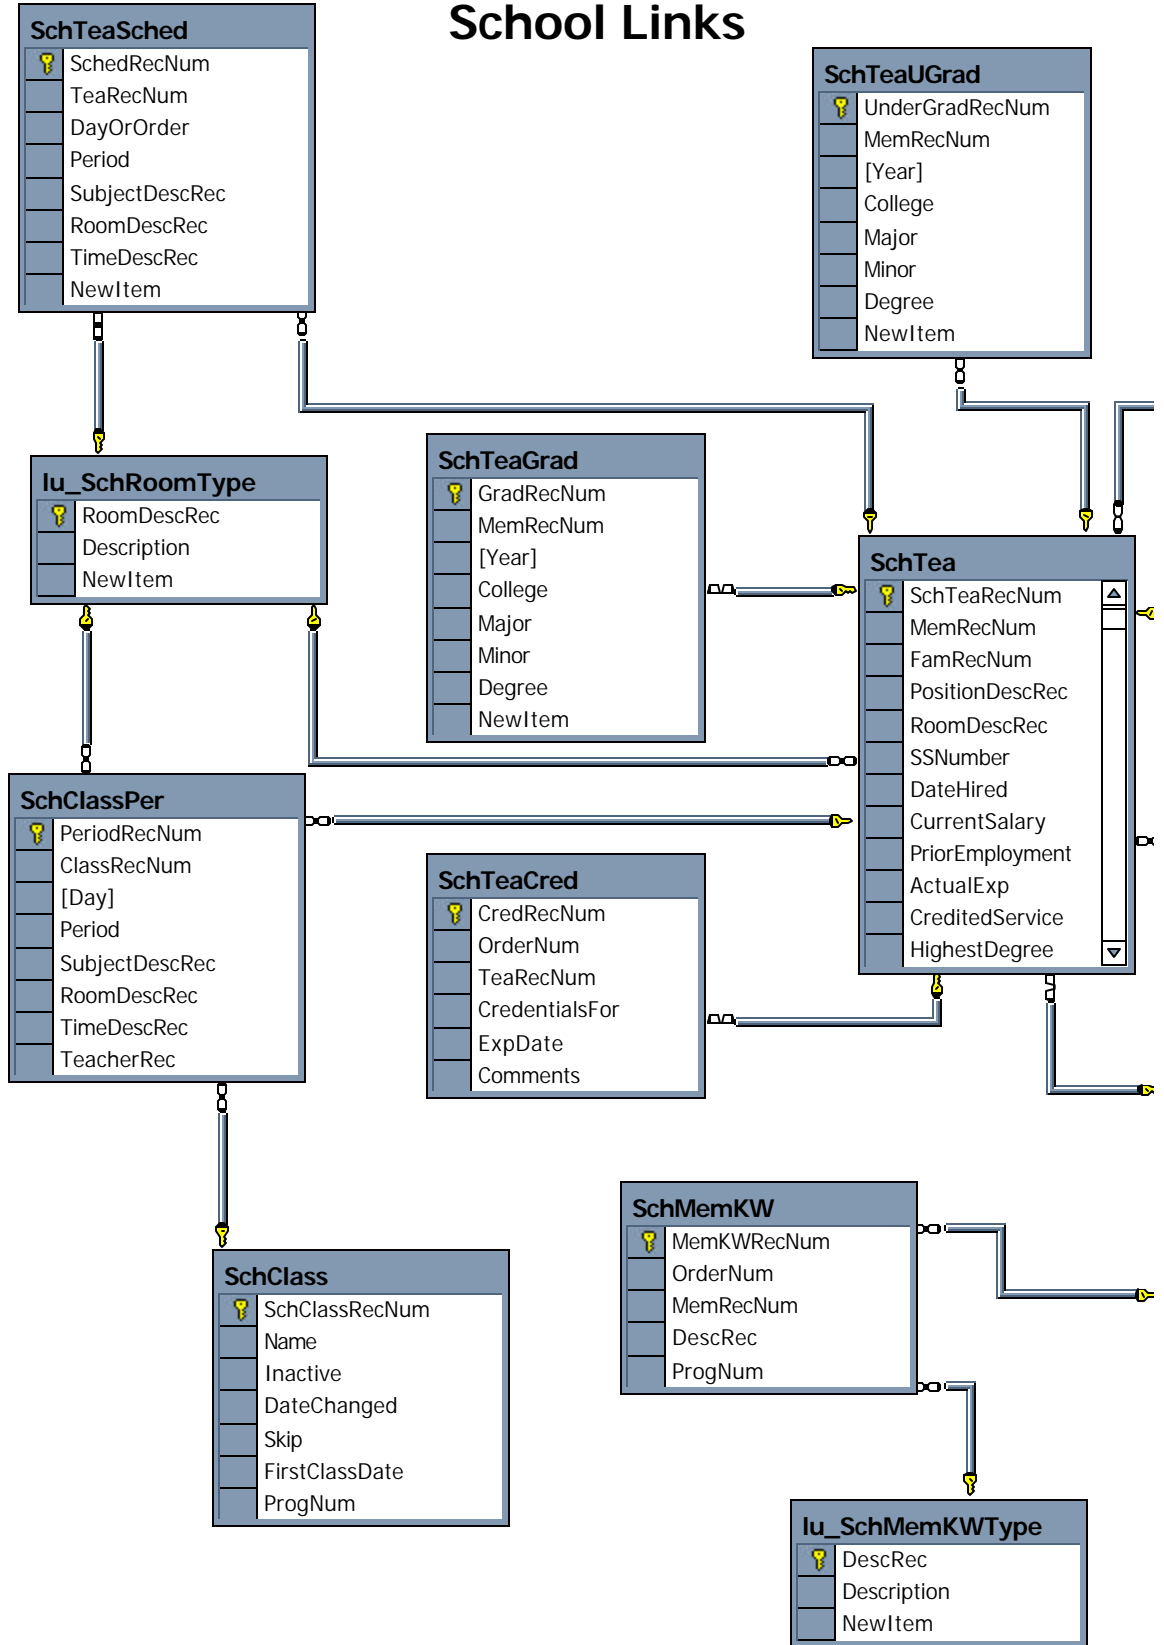 School Links
SchTeaSched
SchedRecNum
TeaRecNum
DayOrOrder
Period
SubjectDescRec
RoomDescRec
TimeDescRec
NewItem
SchTeaUGrad
UnderGradRecNum
MemRecNum
[Year]
College
Major
Minor
Degree
NewItem
lu_SchRoomType
RoomDescRec
Description
NewItem
SchTeaGrad
GradRecNum
MemRecNum
[Year]
College
Major
Minor
Degree
NewItem
SchTea
SchTeaRecNum
MemRecNum
FamRecNum
PositionDescRec
RoomDescRec
SSNumber
DateHired
CurrentSalary
PriorEmployment
ActualExp
CreditedService
HighestDegree
SchClassPer
PeriodRecNum
ClassRecNum
[Day]
Period
SubjectDescRec
RoomDescRec
TimeDescRec
TeacherRec
SchTeaCred
CredRecNum
OrderNum
TeaRecNum
CredentialsFor
ExpDate
Comments
SchMemKW
MemKWRecNum
OrderNum
MemRecNum
DescRec
ProgNum
SchClass
SchClassRecNum
Name
Inactive
DateChanged
Skip
FirstClassDate
ProgNum
lu_SchMemKWType
DescRec
Description
NewItem